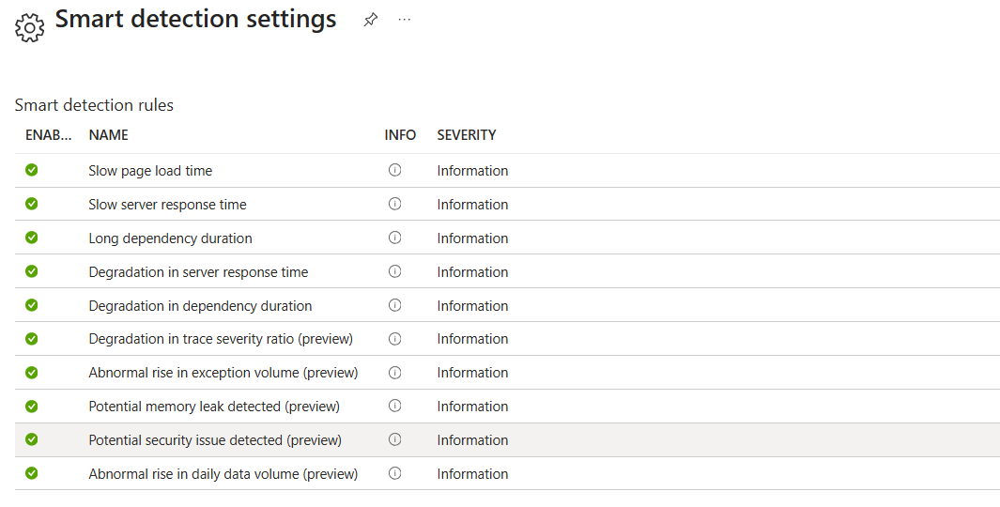 Smart detection settings
Smart detection rules
ENAB... NAME INFO SEVERITY
Slow page load time Information
Slow server response time Information
Long dependency duration Information
Degradation in server response time Information
Degradation in dependency duration Information
Degradation in trace severity ratio (preview) Information
Abnormal rise in exception volume (preview) Information
Potential memory leak detected (preview) Information
Potential security issue detected (preview) Information
Abnormal rise in daily data volume (preview) Information